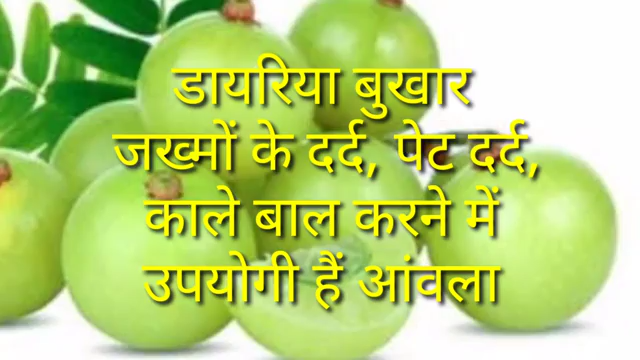 डायरिया बुखार
जख्मों के दर्द, पेट दर्द,
काले बाल करने में
उपयोगी हैं आंवला